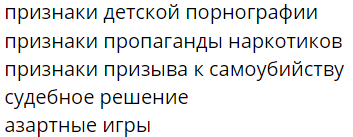 признаки детской порнографии
признаки пропаганды наркотиков
признаки призыва к самоубийству
судебное решение
азартные игры